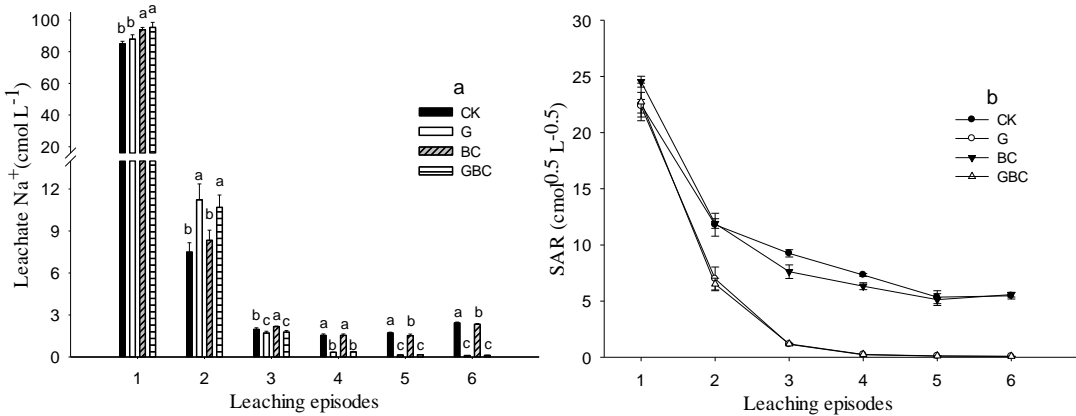 100
80
60
40
20
12
9
6
3
0
Leachate Na+(cmol L-1)
b b a a
b a b a
b c a c
a b a b
a c b c
a c b c
a
CK
G
BC
GBC
1 2 3 4 5 6
Leaching episodes
30
25
20
15
10
5
0
SAR (cmol0.5 L-0.5)
b
CK
G
BC
GBC
1 2 3 4 5 6
Leaching episodes